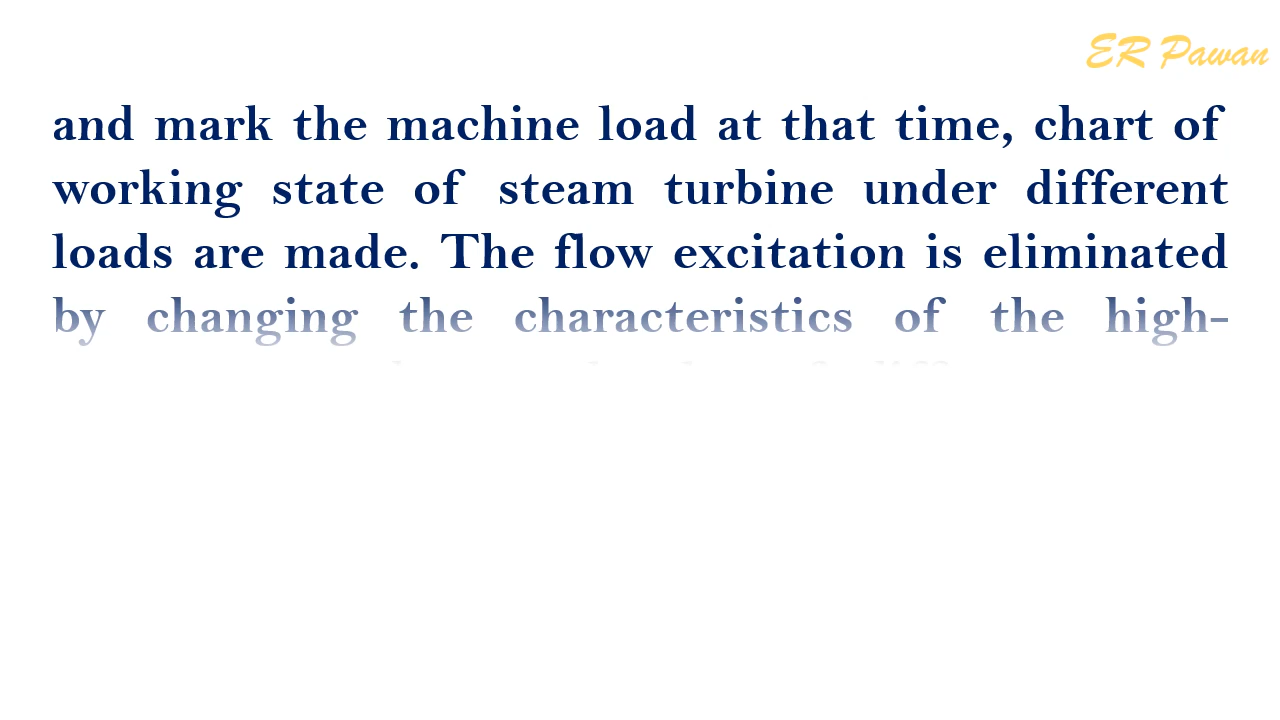 ER Pawan
and mark the machine load at that time, chart of
working state of steam turbine under different
loads are made. The flow excitation is eliminated
by changing the characteristics of the high-